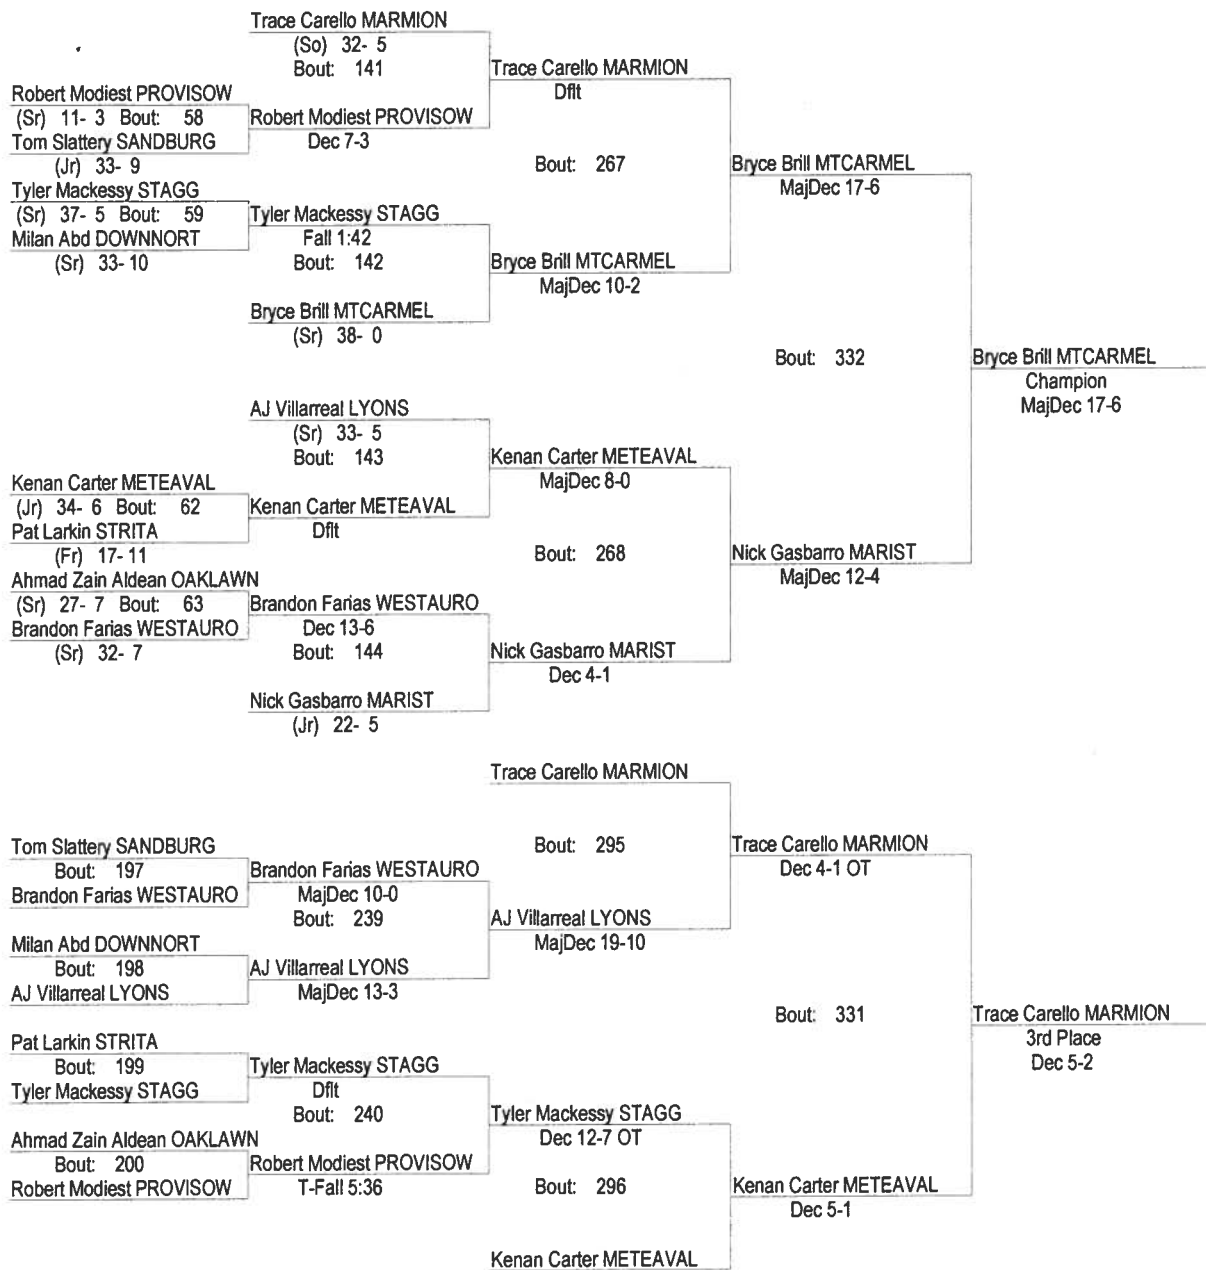 Trace Carello MARMION
(So) 32- 5
Bout: 141
Trace Carello MARMION
Dflt
Robert Modiest PROVISOW
(Sr) 11- 3 Bout: 58
Robert Modiest PROVISOW
Dec 7-3
Tom Slattery SANDBURG
(Jr) 33- 9
Bout: 267
Bryce Brill MTCARMEL
MajDec 17-6
Tyler Mackessy STAGG
(Sr) 37- 5 Bout: 59
Tyler Mackessy STAGG
Fall 1:42
Bout: 142
Milan Abd DOWNNORT
(Sr) 33- 10
Bryce Brill MTCARMEL
MajDec 10-2
Bryce Brill MTCARMEL
(Sr) 38- 0
Bout: 332
Bryce Brill MTCARMEL
Champion
MajDec 17-6
AJ Villarreal LYONS
(Sr) 33- 5
Bout: 143
Kenan Carter METEAVAL
MajDec 8-0
Kenan Carter METEAVAL
(Jr) 34- 6 Bout: 62
Kenan Carter METEAVAL
Dflt
Pat Larkin STRITA
(Fr) 17- 11
Bout: 268
Nick Gasbarro MARIST
MajDec 12-4
Ahmad Zain Aldean OAKLAWN
(Sr) 27- 7 Bout: 63
Brandon Farias WESTAURO
Dec 13-6
Bout: 144
Brandon Farias WESTAURO
(Sr) 32- 7
Nick Gasbarro MARIST
Dec 4-1
Nick Gasbarro MARIST
(Jr) 22- 5
Trace Carello MARMION
Bout: 295
Trace Carello MARMION
Dec 4-1 OT
Tom Slattery SANDBURG
Bout: 197
Brandon Farias WESTAURO
Brandon Farias WESTAURO
MajDec 10-0
Bout: 239
AJ Villarreal LYONS
MajDec 19-10
Milan Abd DOWNNORT
Bout: 198
AJ Villarreal LYONS
AJ Villarreal LYONS
MajDec 13-3
Bout: 331
Trace Carello MARMION
3rd Place
Dec 5-2
Pat Larkin STRITA
Bout: 199
Tyler Mackessy STAGG
Tyler Mackessy STAGG
Dflt
Bout: 240
Tyler Mackessy STAGG
Dec 12-7 OT
Ahmad Zain Aldean OAKLAWN
Bout: 200
Robert Modiest PROVISOW
Robert Modiest PROVISOW
T-Fall 5:36
Bout: 296
Kenan Carter METEAVAL
Dec 5-1
Kenan Carter METEAVAL